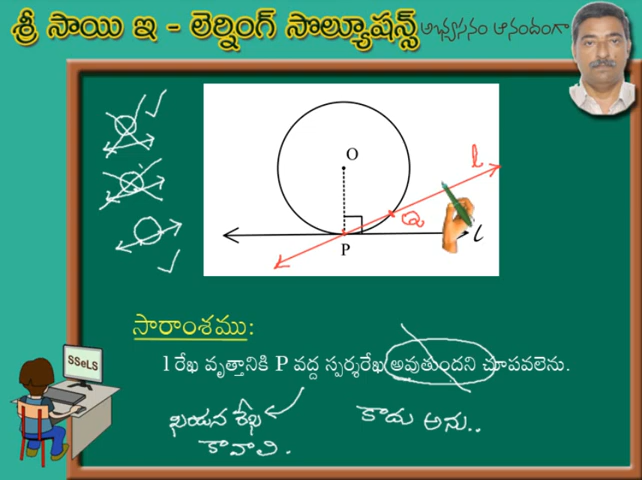 శ్రీ సాయి ఇ - లెర్నింగ్ సొల్యూషన్స్ అభ్యసనం ఆనందంగా
O
l
Q
P
l
సారాంశము:
l రేఖ వృత్తానికి P వద్ద స్పర్శరేఖ అవుతుందని చూపవలెను.
SSeLS
ఖండన రేఖ
కాదు అను..
కావాలి.